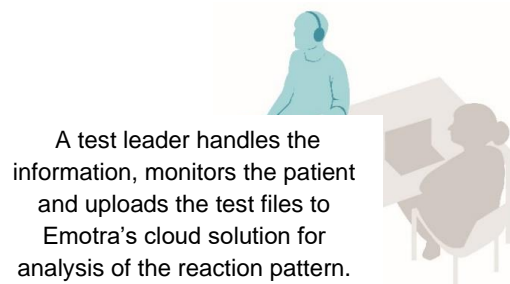 A test leader handles the
information, monitors the patient
and uploads the test files to
Emotra’s cloud solution for
analysis of the reaction pattern.